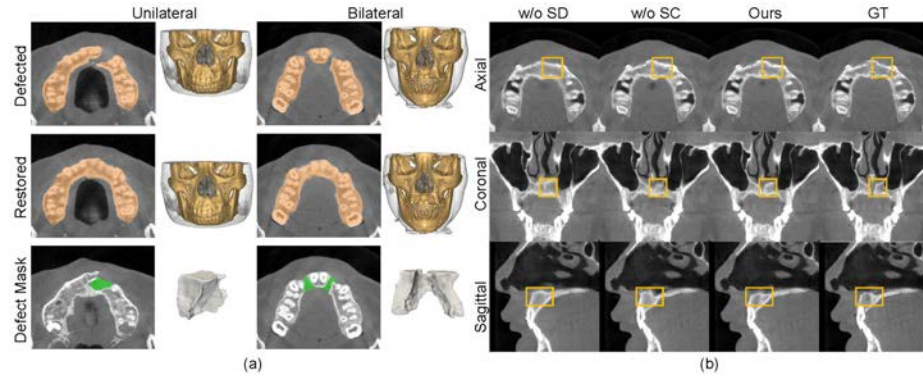 Unilateral Bilateral
Defected
Restored
Defect Mask
(a)
w/o SD w/o SC Ours GT
Axial
Coronal
Sagittal
(b)